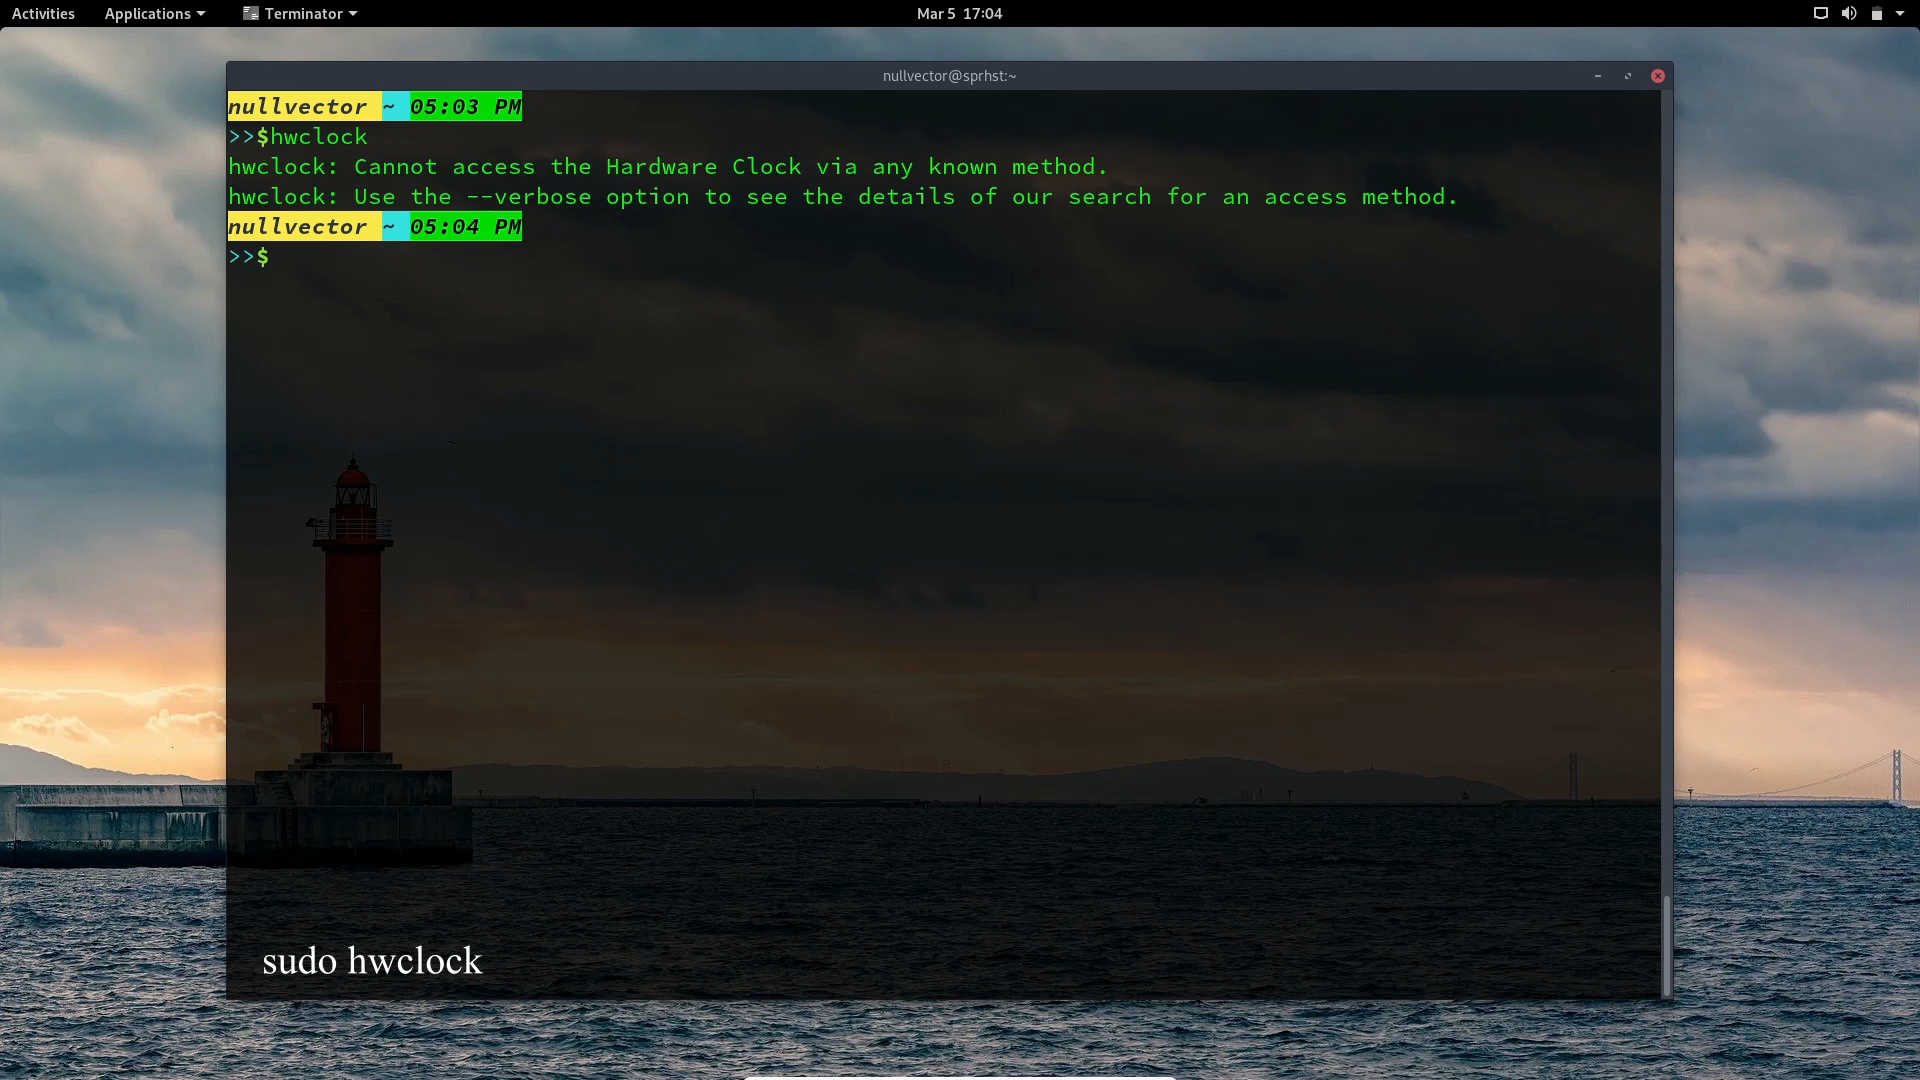 Activities Applications Terminator Mar 5 17:04
nullvector@sprhst:~
nullvector ~ 05:03 PM
>>$hwclock
hwclock: Cannot access the Hardware Clock via any known method.
hwclock: Use the --verbose option to see the details of our search for an access method.
nullvector ~ 05:04 PM
>>$
sudo hwclock